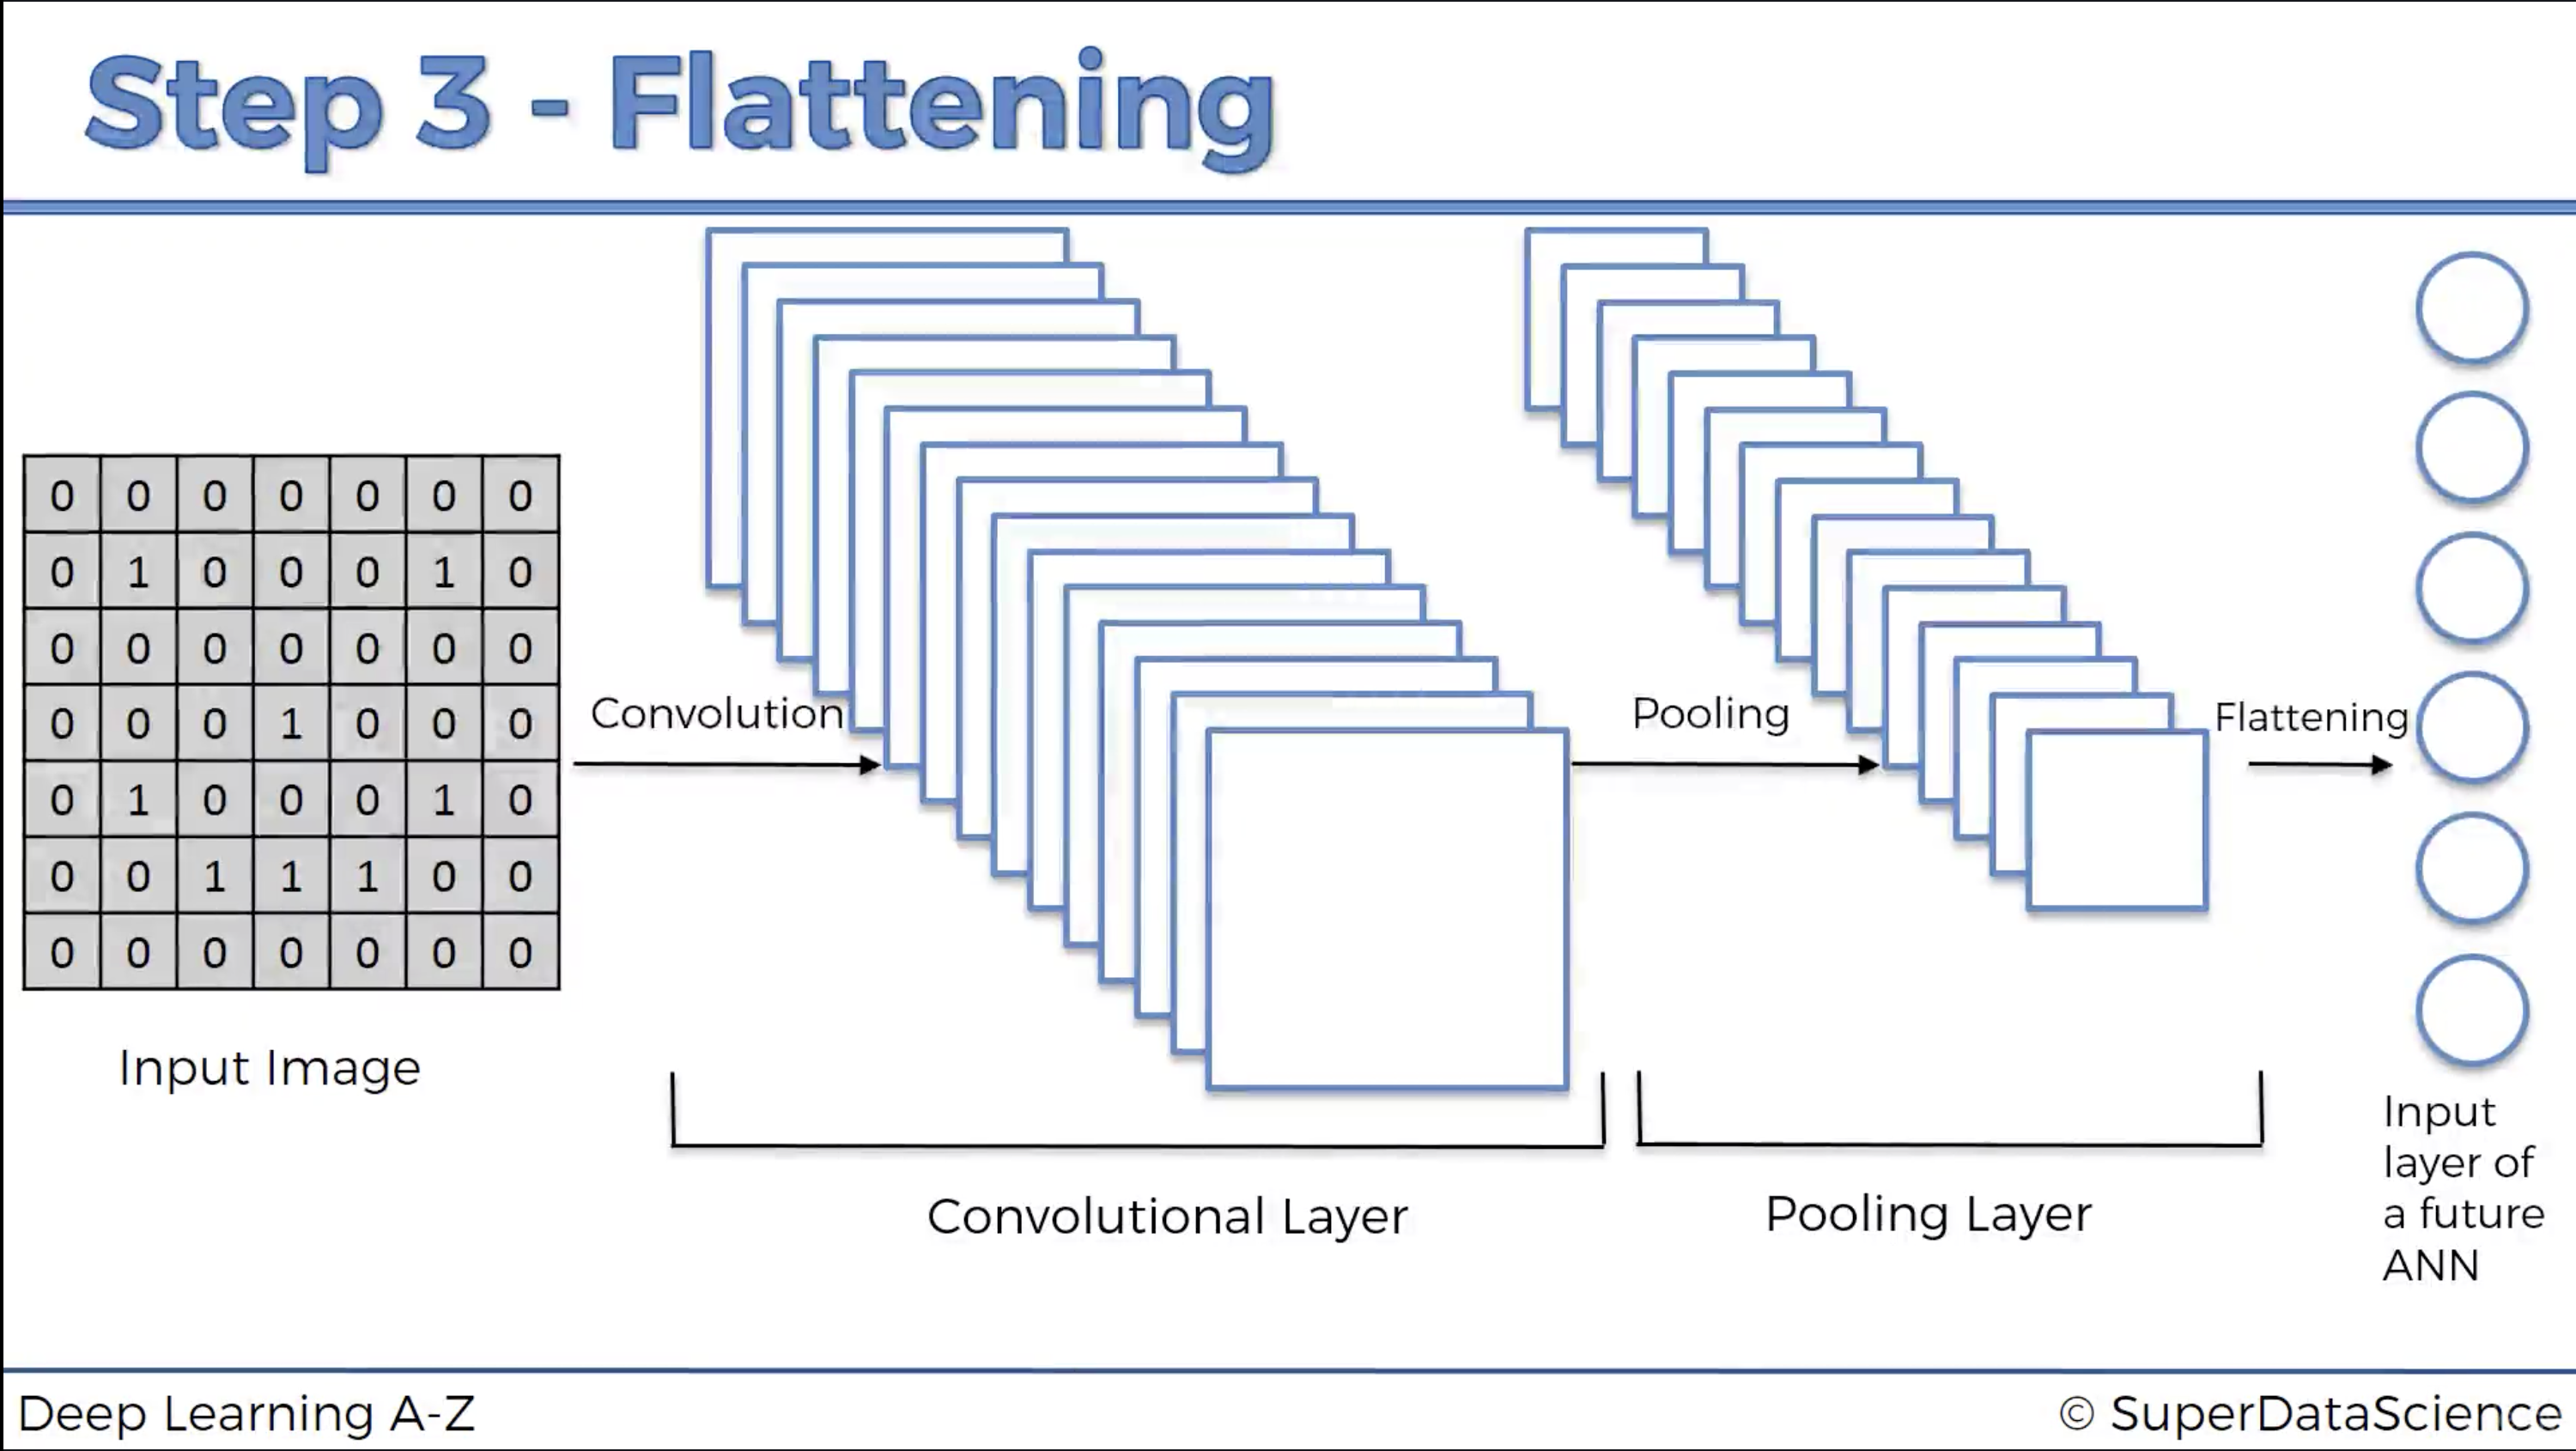 Step 3 - Flattening
0 0 0 0 0 0 0
0 1 0 0 0 1 0
0 0 0 0 0 0 0
0 0 0 1 0 0 0
0 1 0 0 0 1 0
0 0 1 1 1 0 0
0 0 0 0 0 0 0
Input Image
Convolution
Convolutional Layer
Pooling
Pooling Layer
Flattening
Input
layer of
a future
ANN
Deep Learning A-Z
© SuperDataScience